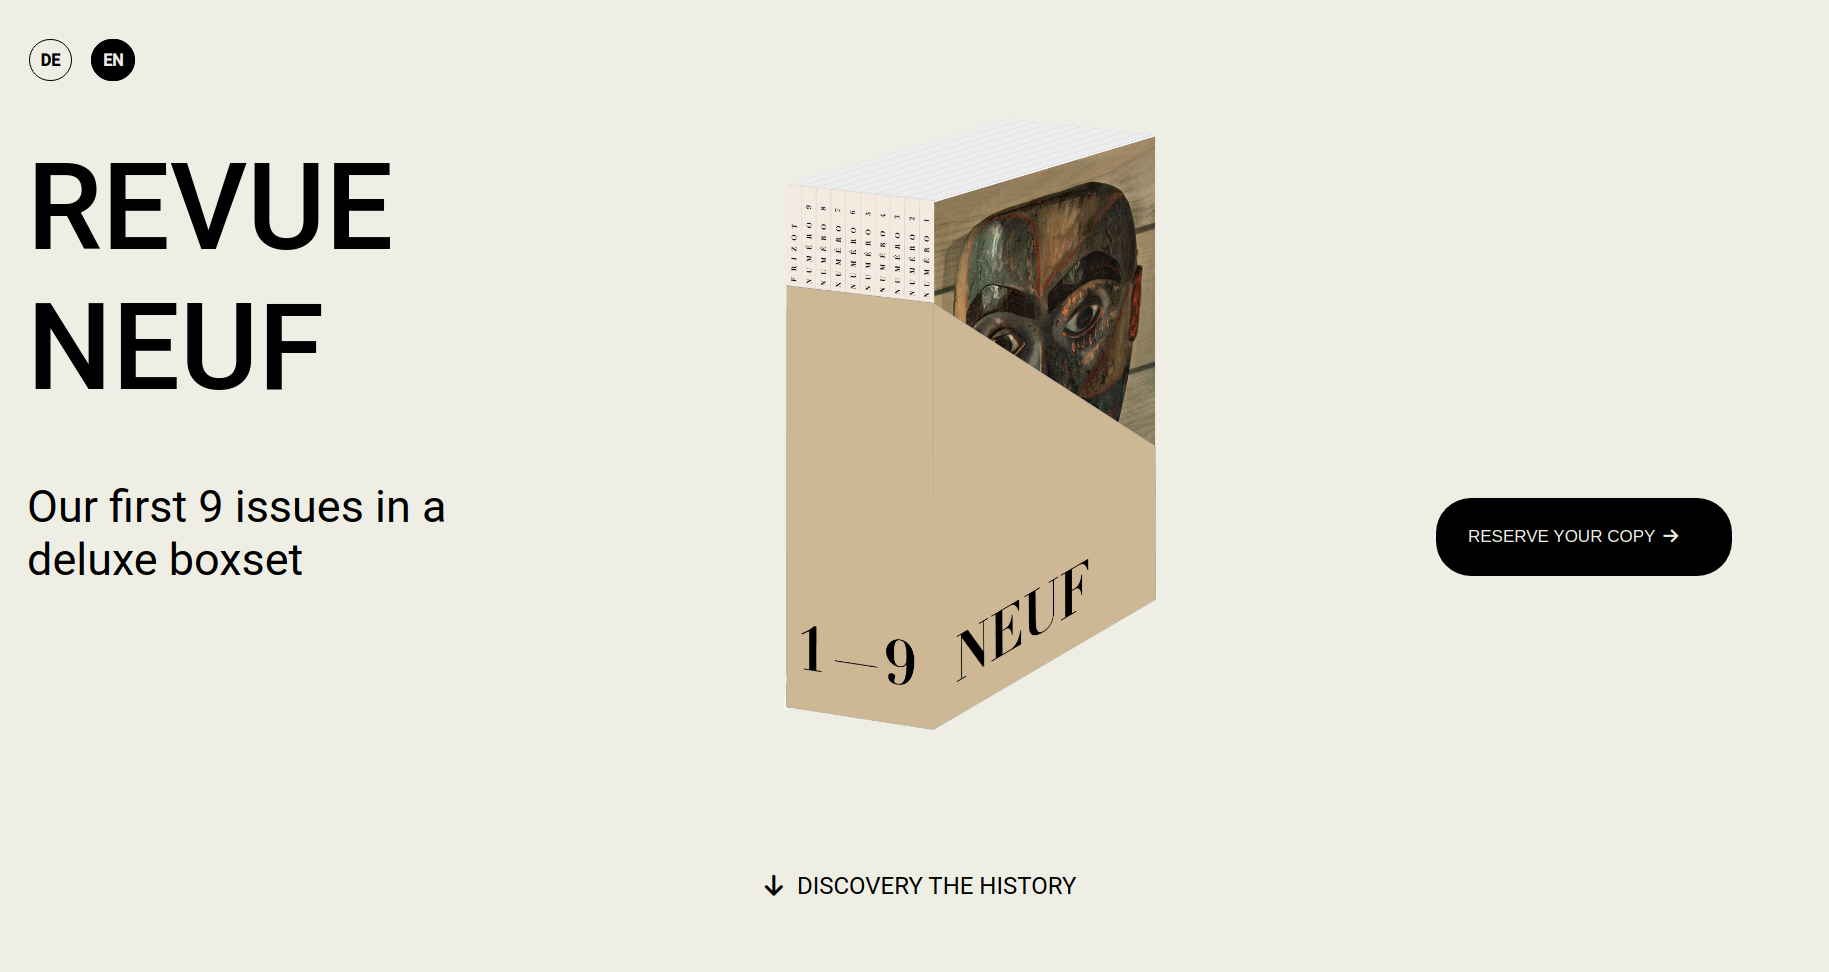 DE
EN
REVUE
NEUF
Our first 9 issues in a
deluxe boxset
FRIZOT
NUMÉRO 9
NUMÉRO 8
NUMÉRO 7
NUMÉRO 6
NUMÉRO 5
NUMÉRO 4
NUMÉRO 3
NUMÉRO 2
NUMÉRO 1
1—9
NEUF
RESERVE YOUR COPY →
↓ DISCOVERY THE HISTORY